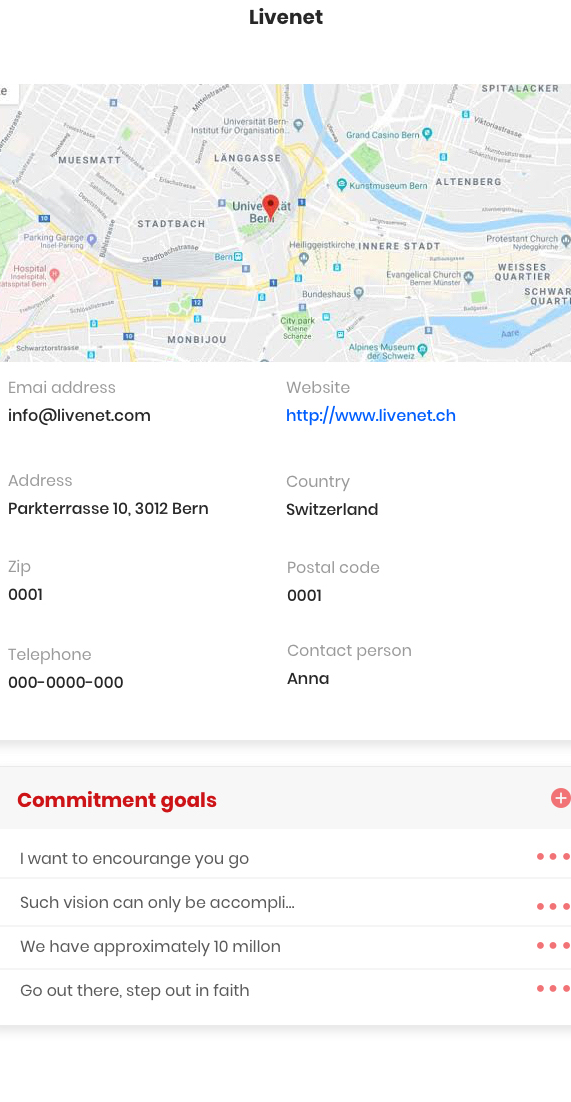 Livenet
SPITALACKER
Mittelstrasse
Viktoriastrasse
Universität Bern-
Institut für Organisation..
Grand Casino Bern
MUESMATT
LÄNGGASSE
Kunstmuseum Bern
ALTENBERG
Universität
Bern
STADTBACH
Parking Garage
Insel-Parking
Bühlstrasse
Stadtbachstrasse
Bern
Heiliggeistkirche
INNERE STADT
Protestant Church
Nydeggkirche
Hospital
Inselspital,
Evangelical Church
Berner Münster
WEISSES
QUARTIER
Bundeshaus
SCHWAR
QUART
City park
Kleine
Schanze
MONBIJOU
Aare
Schwarztorstrasse
Alpines Museum
der Schweiz
Emai address
Website
info@livenet.com
http://www.livenet.ch
Address
Country
Parkterrasse 10, 3012 Bern
Switzerland
Zip
Postal code
0001
0001
Telephone
Contact person
000-0000-000
Anna
Commitment goals
I want to encourange you go
Such vision can only be accompli...
We have approximately 10 millon
Go out there, step out in faith